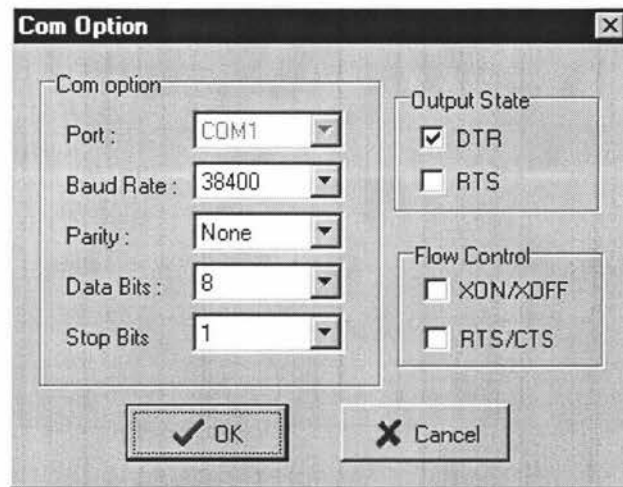 Com Option
Com option
Port : COM1
Baud Rate : 38400
Parity : None
Data Bits : 8
Stop Bits 1
Output State
DTR
RTS
Flow Control
XON/XOFF
RTS/CTS
OK
Cancel